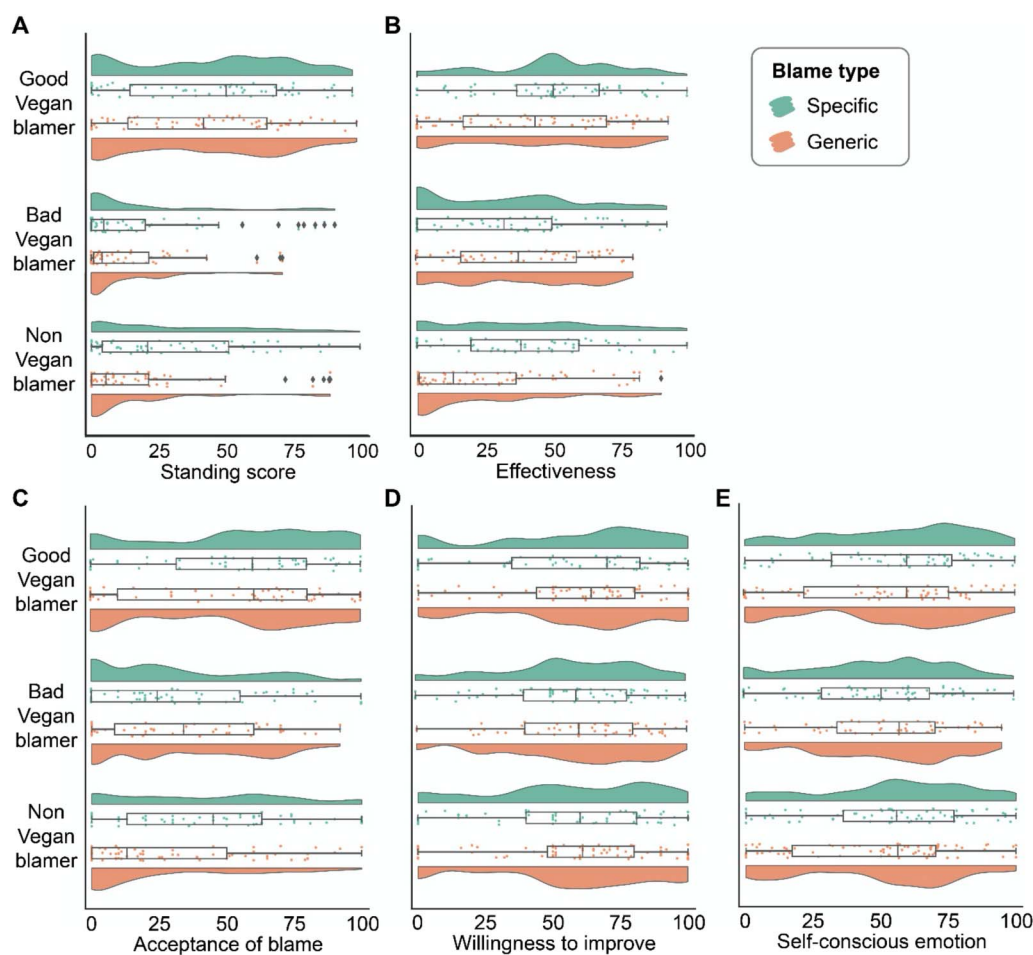 A
B
Good
Vegan
blamer
Bad
Vegan
blamer
Non
Vegan
blamer
Blame type
Specific
Generic
0 25 50 75 100
Standing score
0 25 50 75 100
Effectiveness
C
D
E
Good
Vegan
blamer
Bad
Vegan
blamer
Non
Vegan
blamer
0 25 50 75 100
Acceptance of blame
0 25 50 75 100
Willingness to improve
0 25 50 75 100
Self-conscious emotion